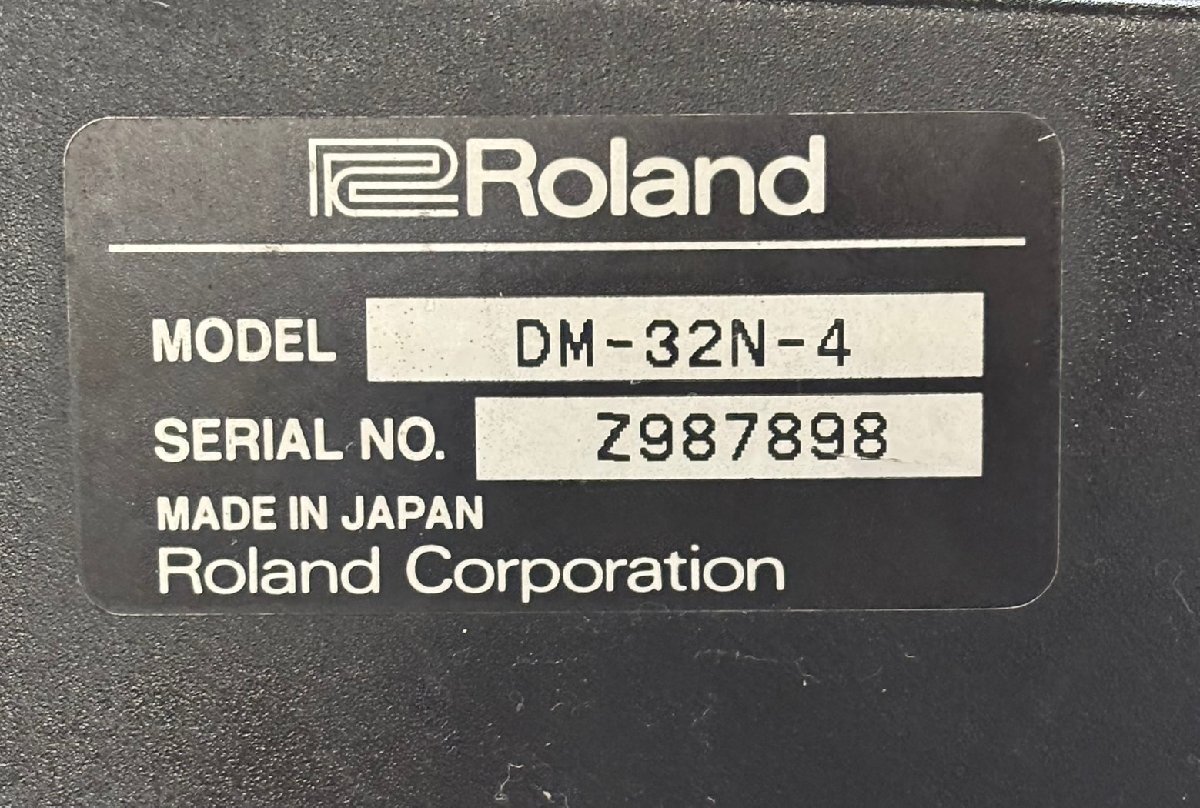 Roland
MODEL DM-32N-4
SERIAL NO. Z987898
MADE IN JAPAN
Roland Corporation